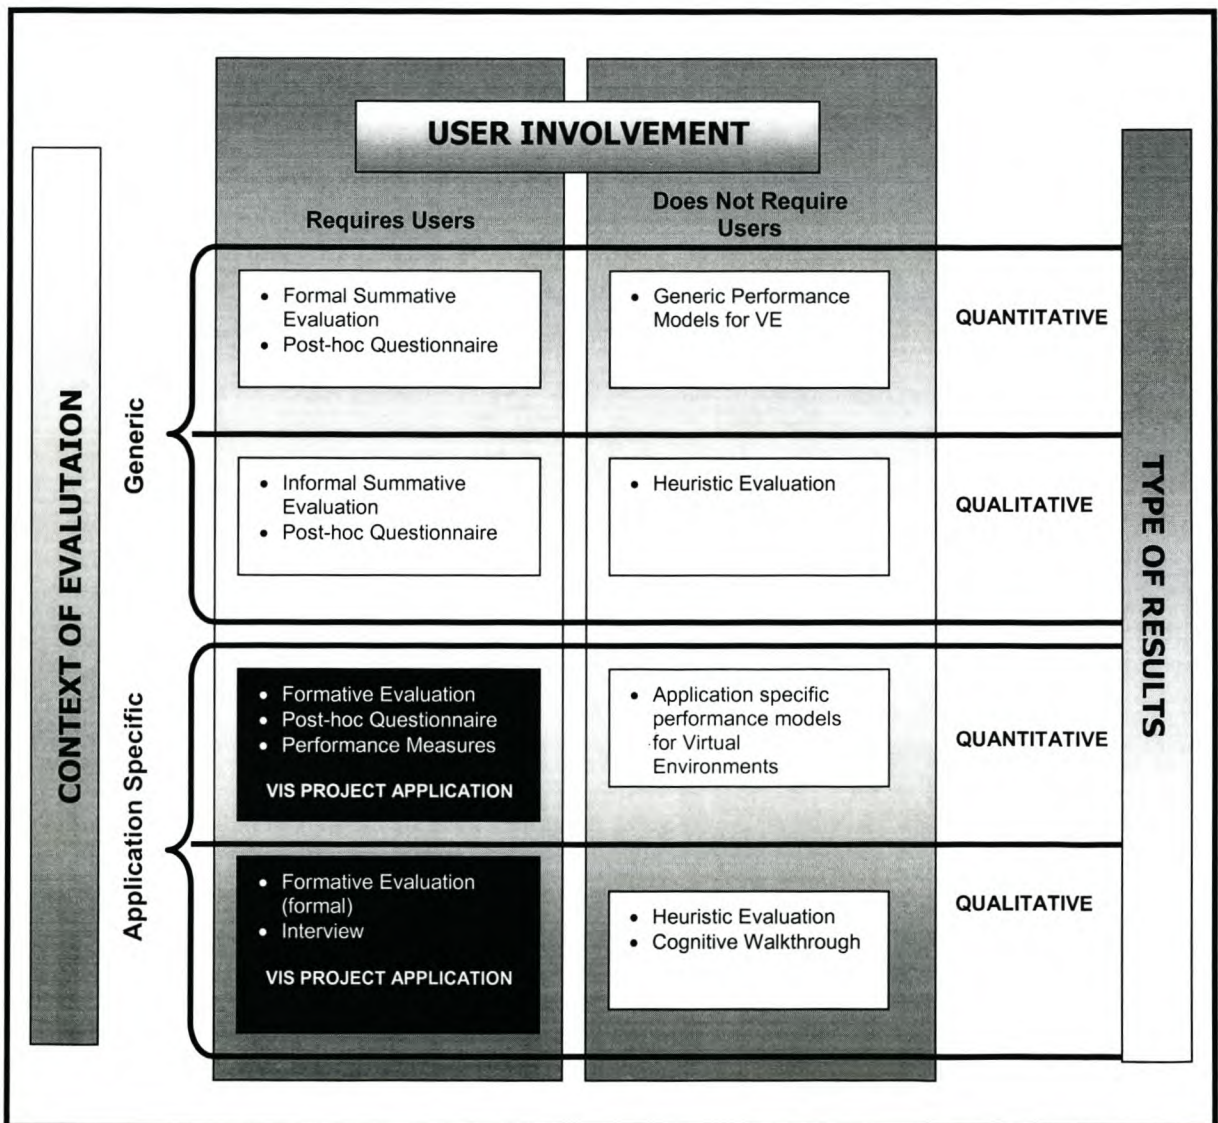 USER INVOLVEMENT
Requires Users
Does Not Require
Users
CONTEXT OF EVALUTAION
Generic
• Formal Summative
Evaluation
• Post-hoc Questionnaire
• Generic Performance
Models for VE
QUANTITATIVE
• Informal Summative
Evaluation
• Post-hoc Questionnaire
• Heuristic Evaluation
QUALITATIVE
TYPE OF RESULTS
Application Specific
• Formative Evaluation
• Post-hoc Questionnaire
• Performance Measures
VIS PROJECT APPLICATION
• Application specific
performance models
for Virtual
Environments
QUANTITATIVE
• Formative Evaluation
(formal)
• Interview
VIS PROJECT APPLICATION
• Heuristic Evaluation
• Cognitive Walkthrough
QUALITATIVE